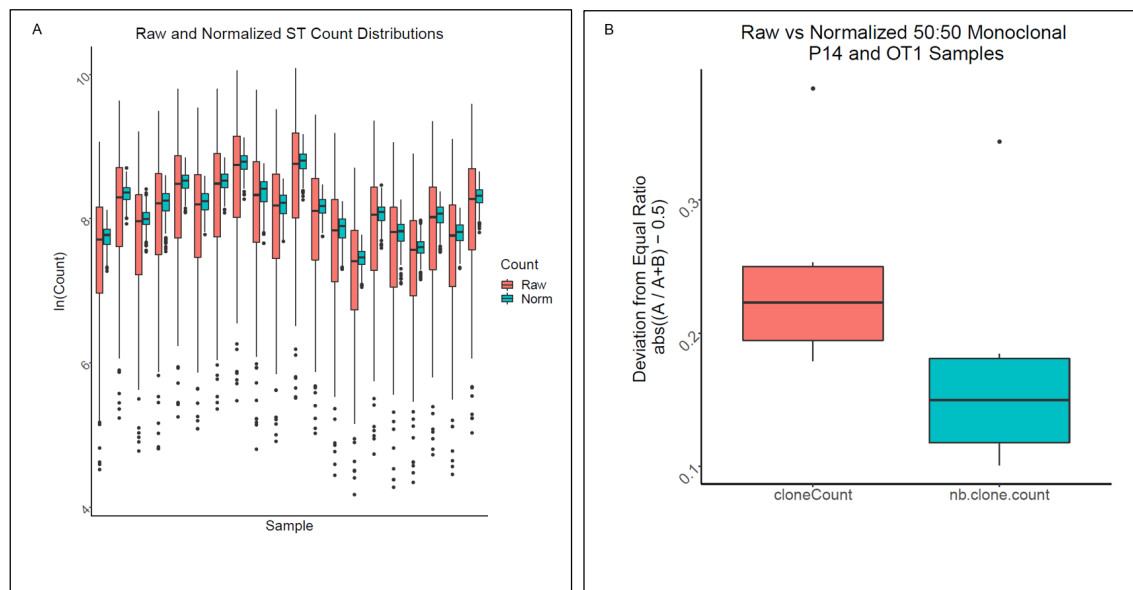 A
Raw and Normalized ST Count Distributions
10
8
6
4
ln(Count)
Sample
Count
Raw
Norm
B
Raw vs Normalized 50:50 Monoclonal
P14 and OT1 Samples
Deviation from Equal Ratio
abs((A / A+B) − 0.5)
0.3
0.2
0.1
cloneCount
nb.clone.count